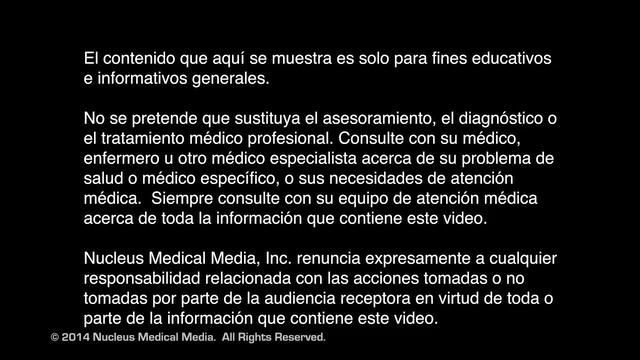 El contenido que aquí se muestra es solo para fines educativos
e informativos generales.
No se pretende que sustituya el asesoramiento, el diagnóstico o
el tratamiento médico profesional. Consulte con su médico,
enfermero u otro médico especialista acerca de su problema de
salud o médico específico, o sus necesidades de atención
médica.  Siempre consulte con su equipo de atención médica
acerca de toda la información que contiene este video.
Nucleus Medical Media, Inc. renuncia expresamente a cualquier
responsabilidad relacionada con las acciones tomadas o no
tomadas por parte de la audiencia receptora en virtud de toda o
parte de la información que contiene este video.
© 2014 Nucleus Medical Media.  All Rights Reserved.